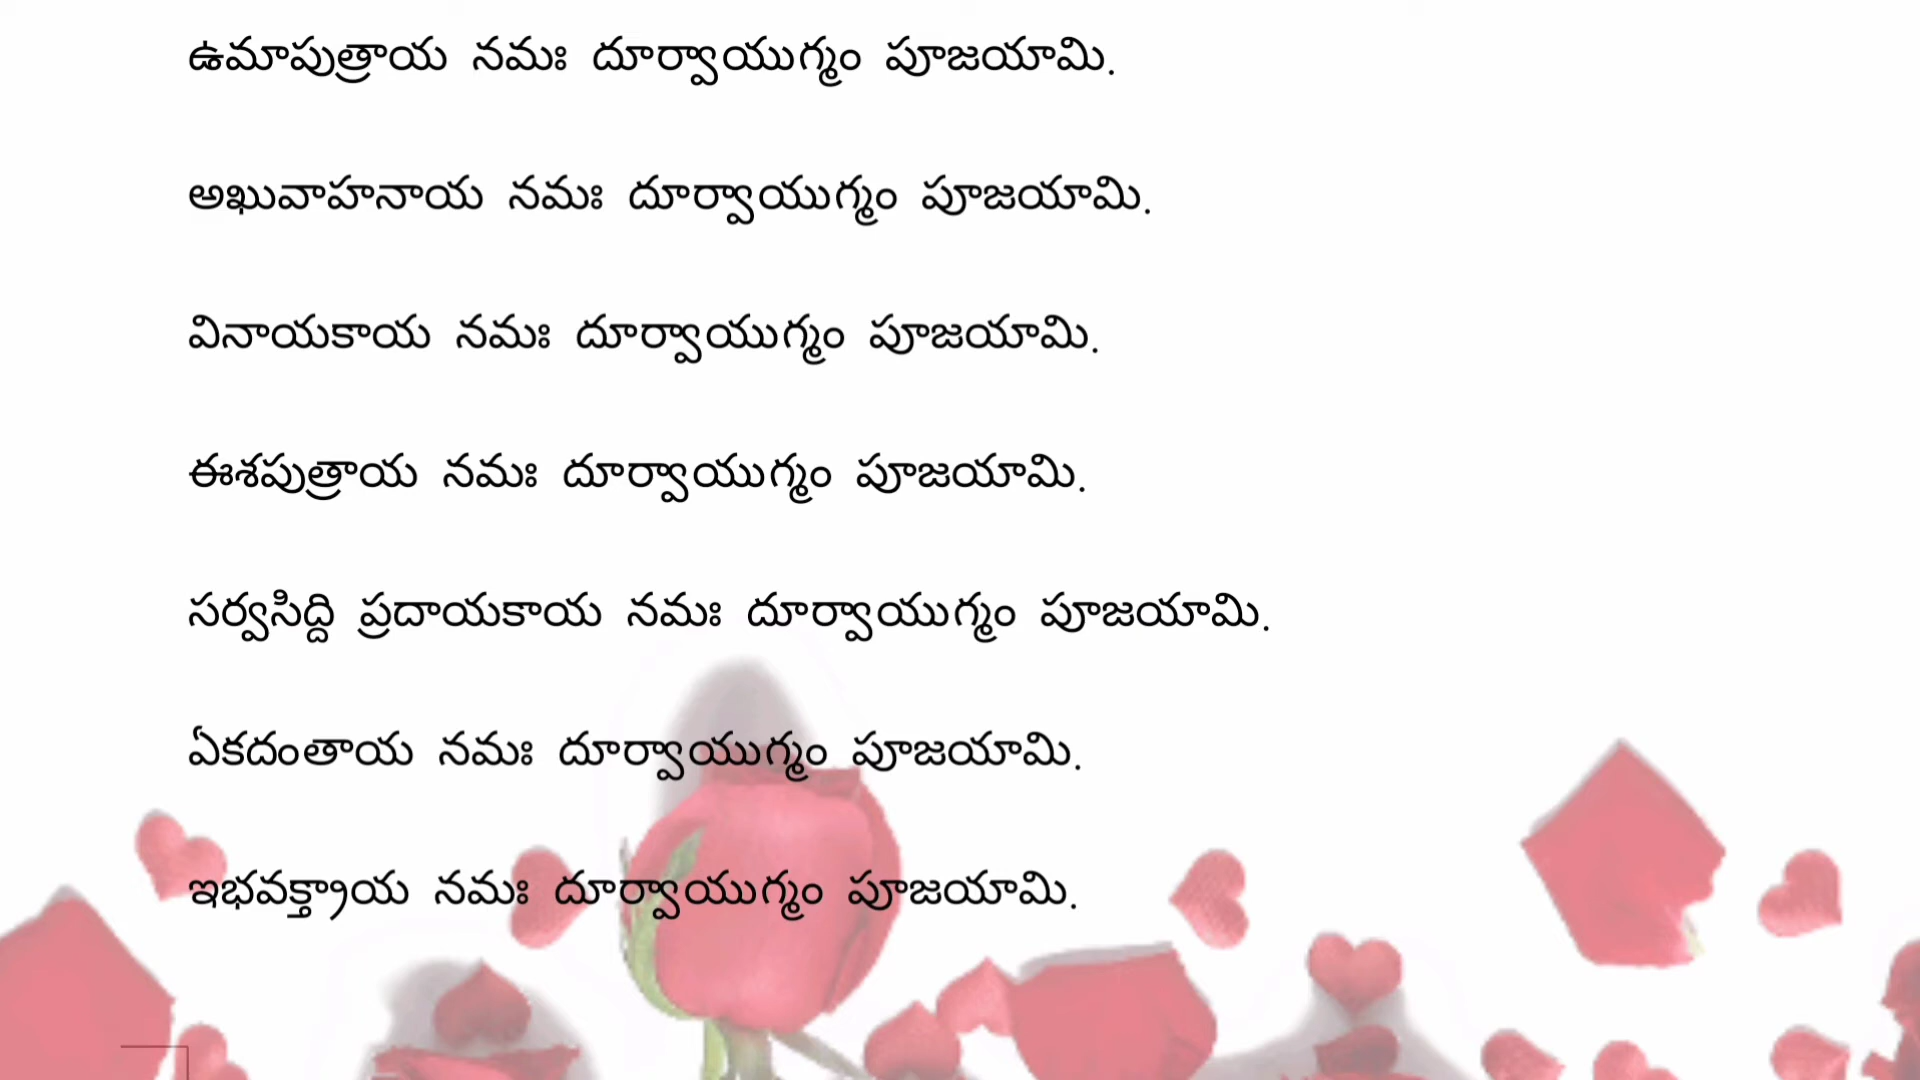 ఉమాపుత్రాయ నమః దూర్వాయుగ్మం పూజయామి.
అఖువాహనాయ నమః దూర్వాయుగ్మం పూజయామి.
వినాయకాయ నమః దూర్వాయుగ్మం పూజయామి.
ఈశపుత్రాయ నమః దూర్వాయుగ్మం పూజయామి.
సర్వసిద్ది ప్రదాయకాయ నమః దూర్వాయుగ్మం పూజయామి.
ఏకదంతాయ నమః దూర్వాయుగ్మం పూజయామి.
ఇభవక్త్రాయ నమః దూర్వాయుగ్మం పూజయామి.